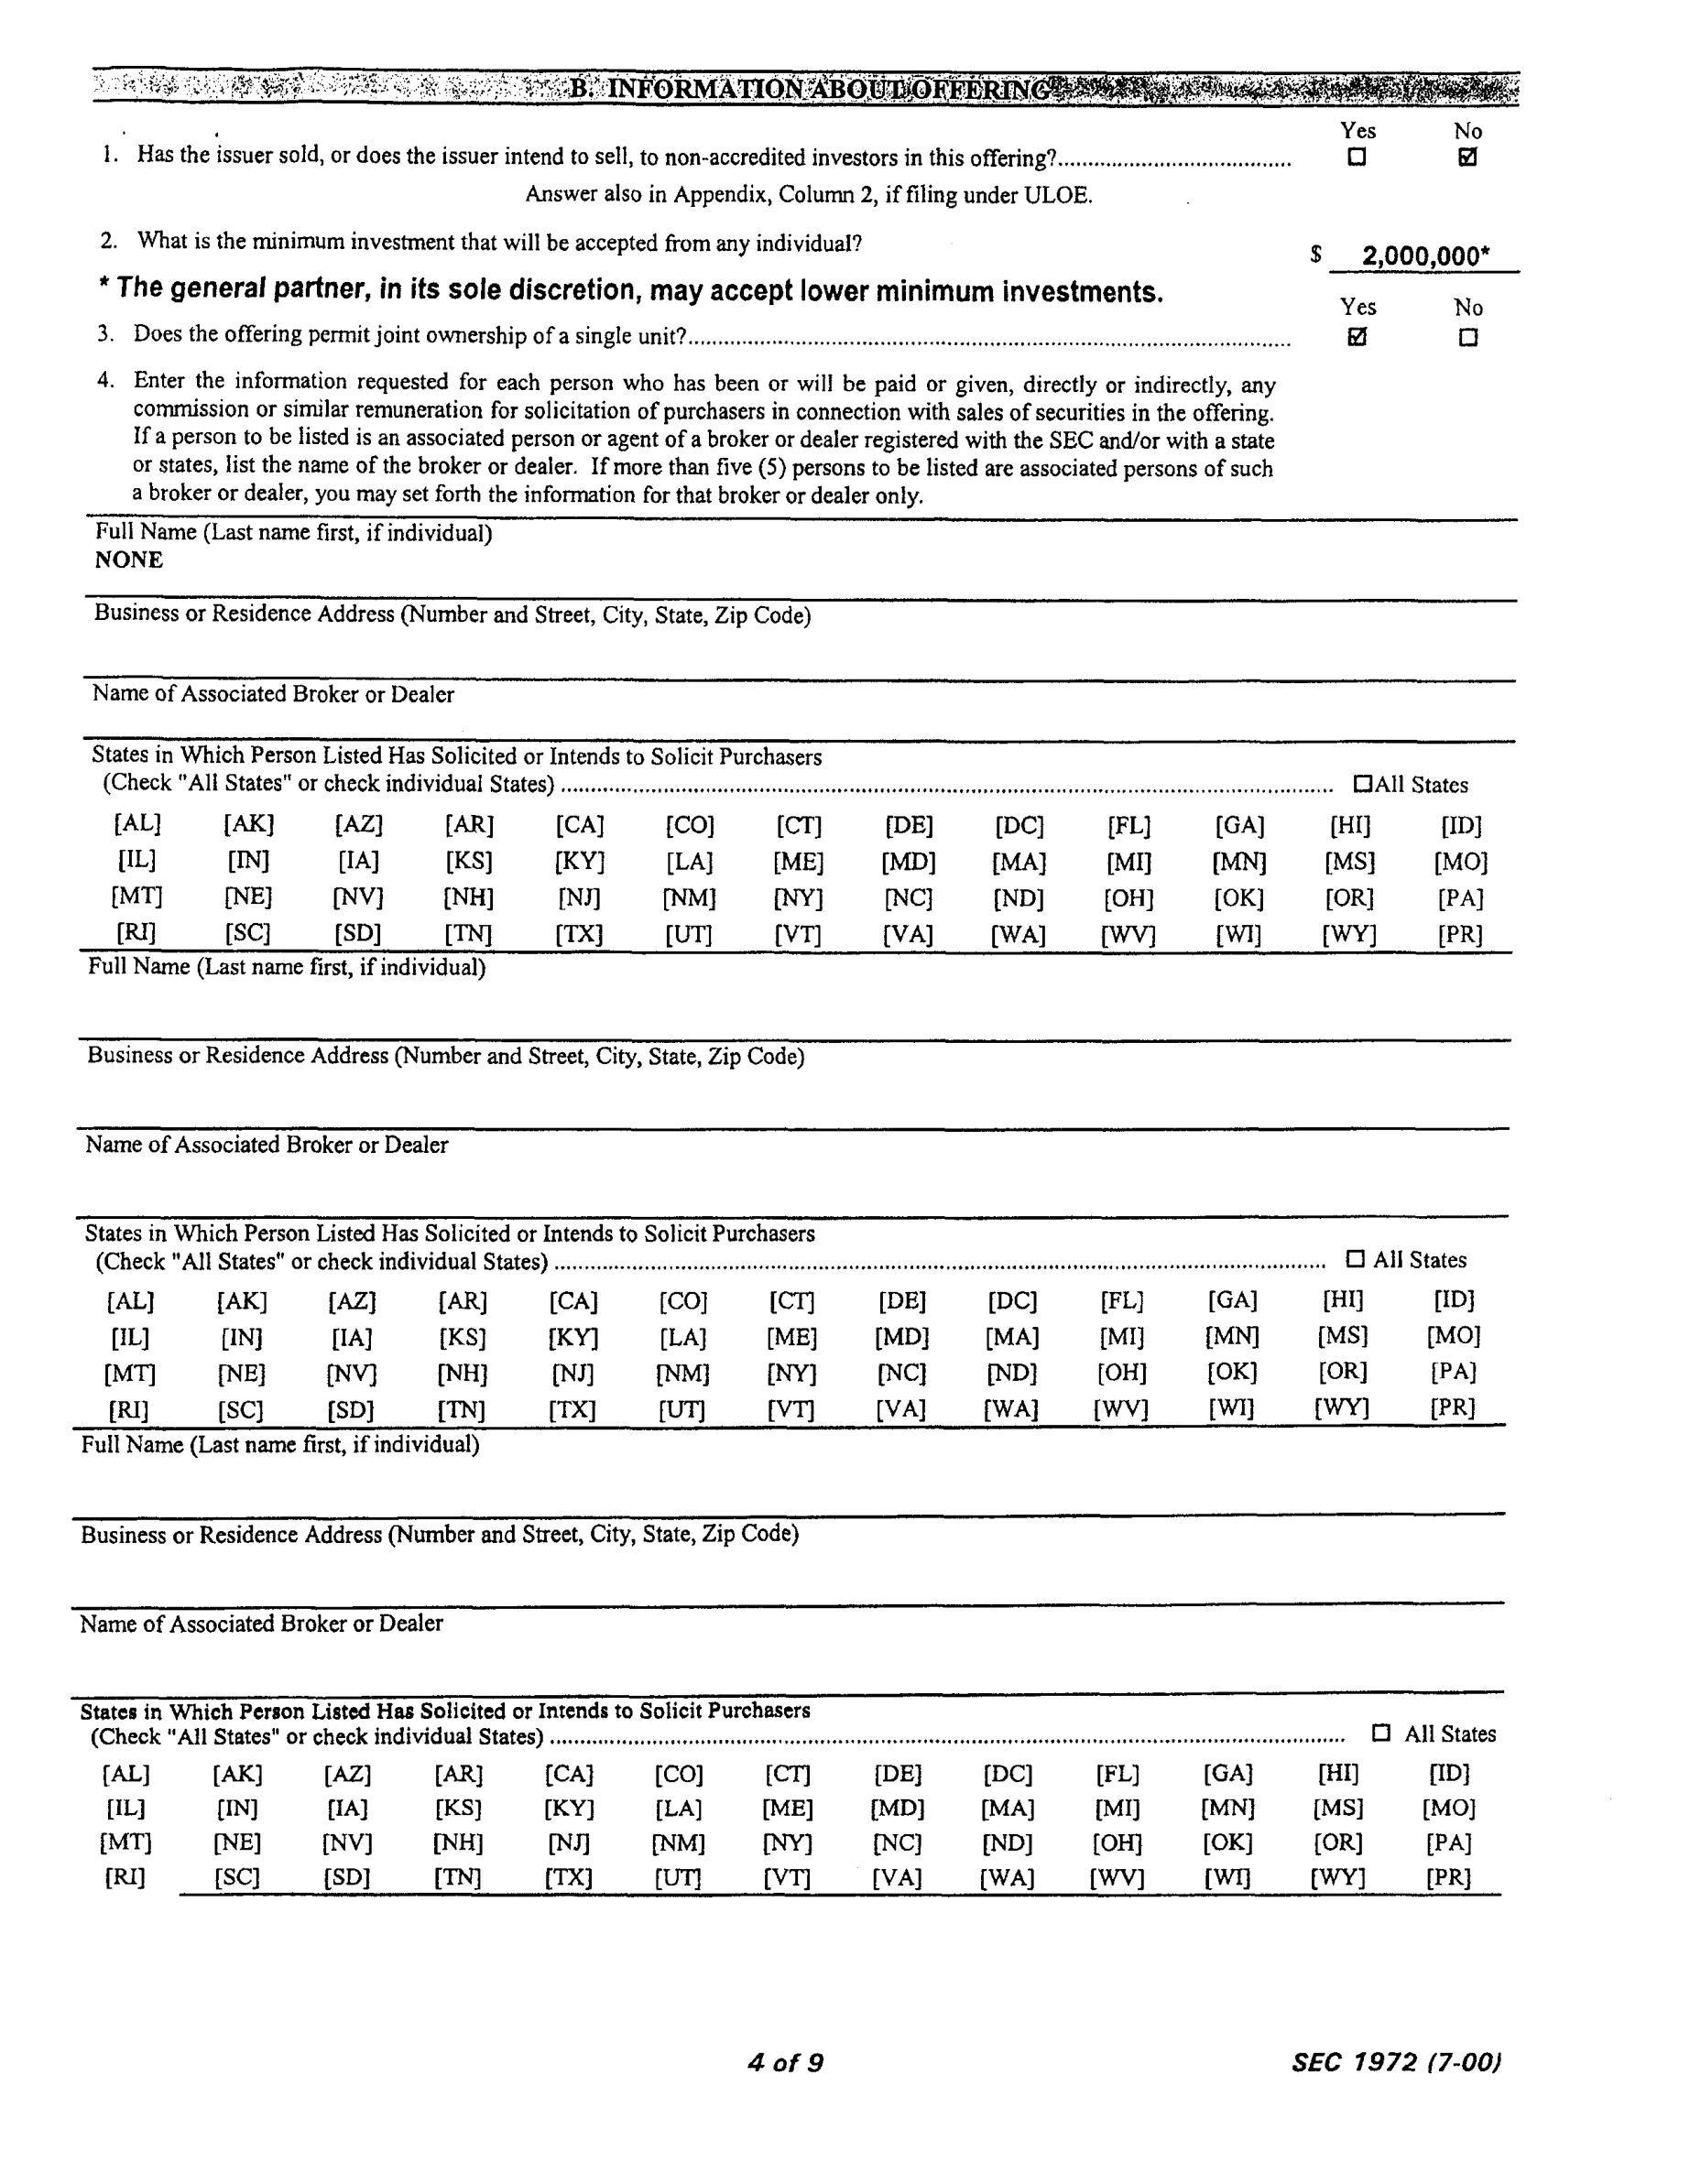 B. INFORMATION ABOUT OFFERING
Yes No
1. Has the issuer sold, or does the issuer intend to sell, to non-accredited investors in this offering?.......................................
☐ ☑
Answer also in Appendix, Column 2, if filing under ULOE.
2. What is the minimum investment that will be accepted from any individual?
$ 2,000,000*
* The general partner, in its sole discretion, may accept lower minimum investments.
Yes No
3. Does the offering permit joint ownership of a single unit?....................................................................................................
☑ ☐
4. Enter the information requested for each person who has been or will be paid or given, directly or indirectly, any
commission or similar remuneration for solicitation of purchasers in connection with sales of securities in the offering.
If a person to be listed is an associated person or agent of a broker or dealer registered with the SEC and/or with a state
or states, list the name of the broker or dealer. If more than five (5) persons to be listed are associated persons of such
a broker or dealer, you may set forth the information for that broker or dealer only.
Full Name (Last name first, if individual)
NONE
Business or Residence Address (Number and Street, City, State, Zip Code)
Name of Associated Broker or Dealer
States in Which Person Listed Has Solicited or Intends to Solicit Purchasers
(Check "All States" or check individual States) .................................................................................................................................... ☐All States
[AL] [AK] [AZ] [AR] [CA] [CO] [CT] [DE] [DC] [FL] [GA] [HI] [ID]
[IL] [IN] [IA] [KS] [KY] [LA] [ME] [MD] [MA] [MI] [MN] [MS] [MO]
[MT] [NE] [NV] [NH] [NJ] [NM] [NY] [NC] [ND] [OH] [OK] [OR] [PA]
[RI] [SC] [SD] [TN] [TX] [UT] [VT] [VA] [WA] [WV] [WI] [WY] [PR]
Full Name (Last name first, if individual)
Business or Residence Address (Number and Street, City, State, Zip Code)
Name of Associated Broker or Dealer
States in Which Person Listed Has Solicited or Intends to Solicit Purchasers
(Check "All States" or check individual States) .................................................................................................................................... ☐ All States
[AL] [AK] [AZ] [AR] [CA] [CO] [CT] [DE] [DC] [FL] [GA] [HI] [ID]
[IL] [IN] [IA] [KS] [KY] [LA] [ME] [MD] [MA] [MI] [MN] [MS] [MO]
[MT] [NE] [NV] [NH] [NJ] [NM] [NY] [NC] [ND] [OH] [OK] [OR] [PA]
[RI] [SC] [SD] [TN] [TX] [UT] [VT] [VA] [WA] [WV] [WI] [WY] [PR]
Full Name (Last name first, if individual)
Business or Residence Address (Number and Street, City, State, Zip Code)
Name of Associated Broker or Dealer
States in Which Person Listed Has Solicited or Intends to Solicit Purchasers
(Check "All States" or check individual States) .................................................................................................................................... ☐ All States
[AL] [AK] [AZ] [AR] [CA] [CO] [CT] [DE] [DC] [FL] [GA] [HI] [ID]
[IL] [IN] [IA] [KS] [KY] [LA] [ME] [MD] [MA] [MI] [MN] [MS] [MO]
[MT] [NE] [NV] [NH] [NJ] [NM] [NY] [NC] [ND] [OH] [OK] [OR] [PA]
[RI] [SC] [SD] [TN] [TX] [UT] [VT] [VA] [WA] [WV] [WI] [WY] [PR]
4 of 9
SEC 1972 (7-00)